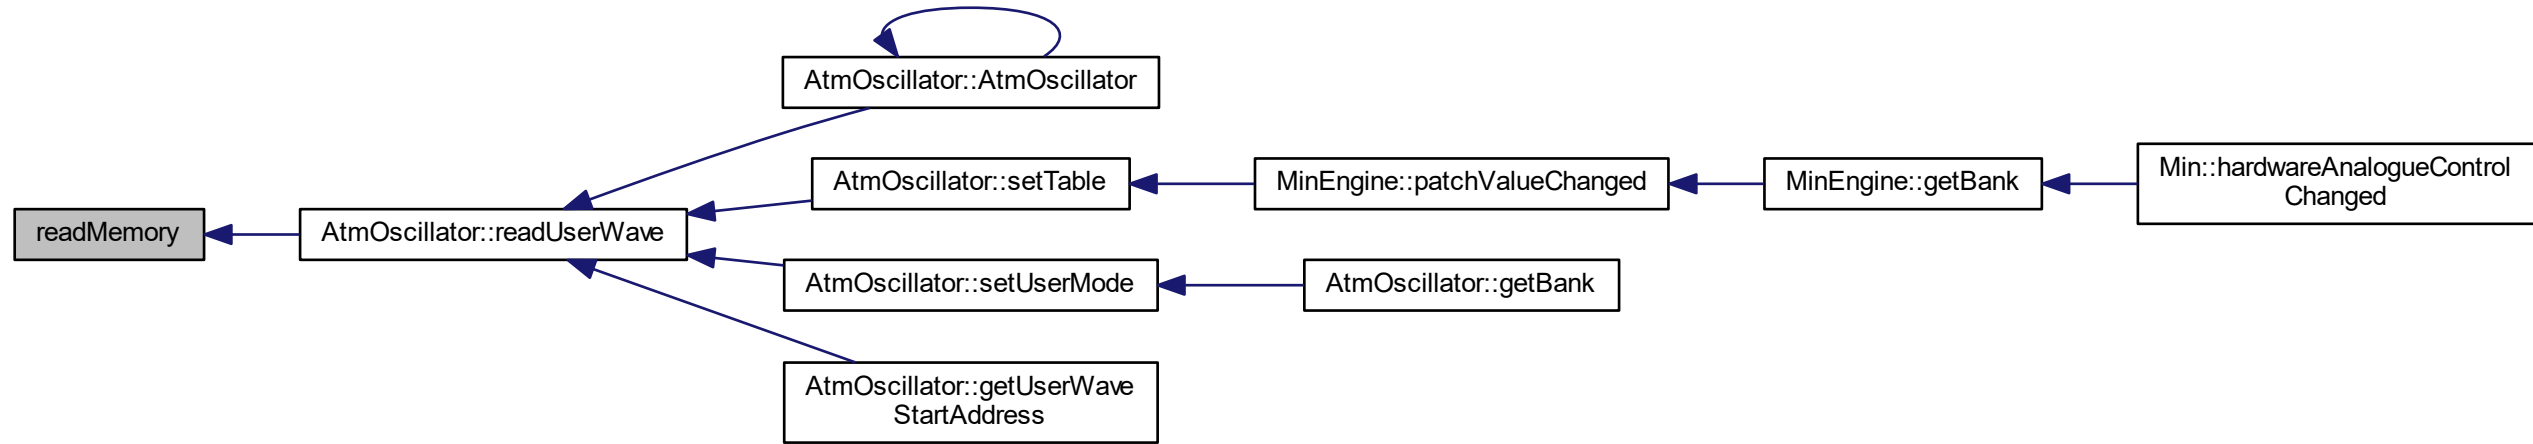 readMemory
AtmOscillator::readUserWave
AtmOscillator::AtmOscillator
AtmOscillator::setTable
MinEngine::patchValueChanged
MinEngine::getBank
Min::hardwareAnalogueControl
Changed
AtmOscillator::setUserMode
AtmOscillator::getBank
AtmOscillator::getUserWave
StartAddress